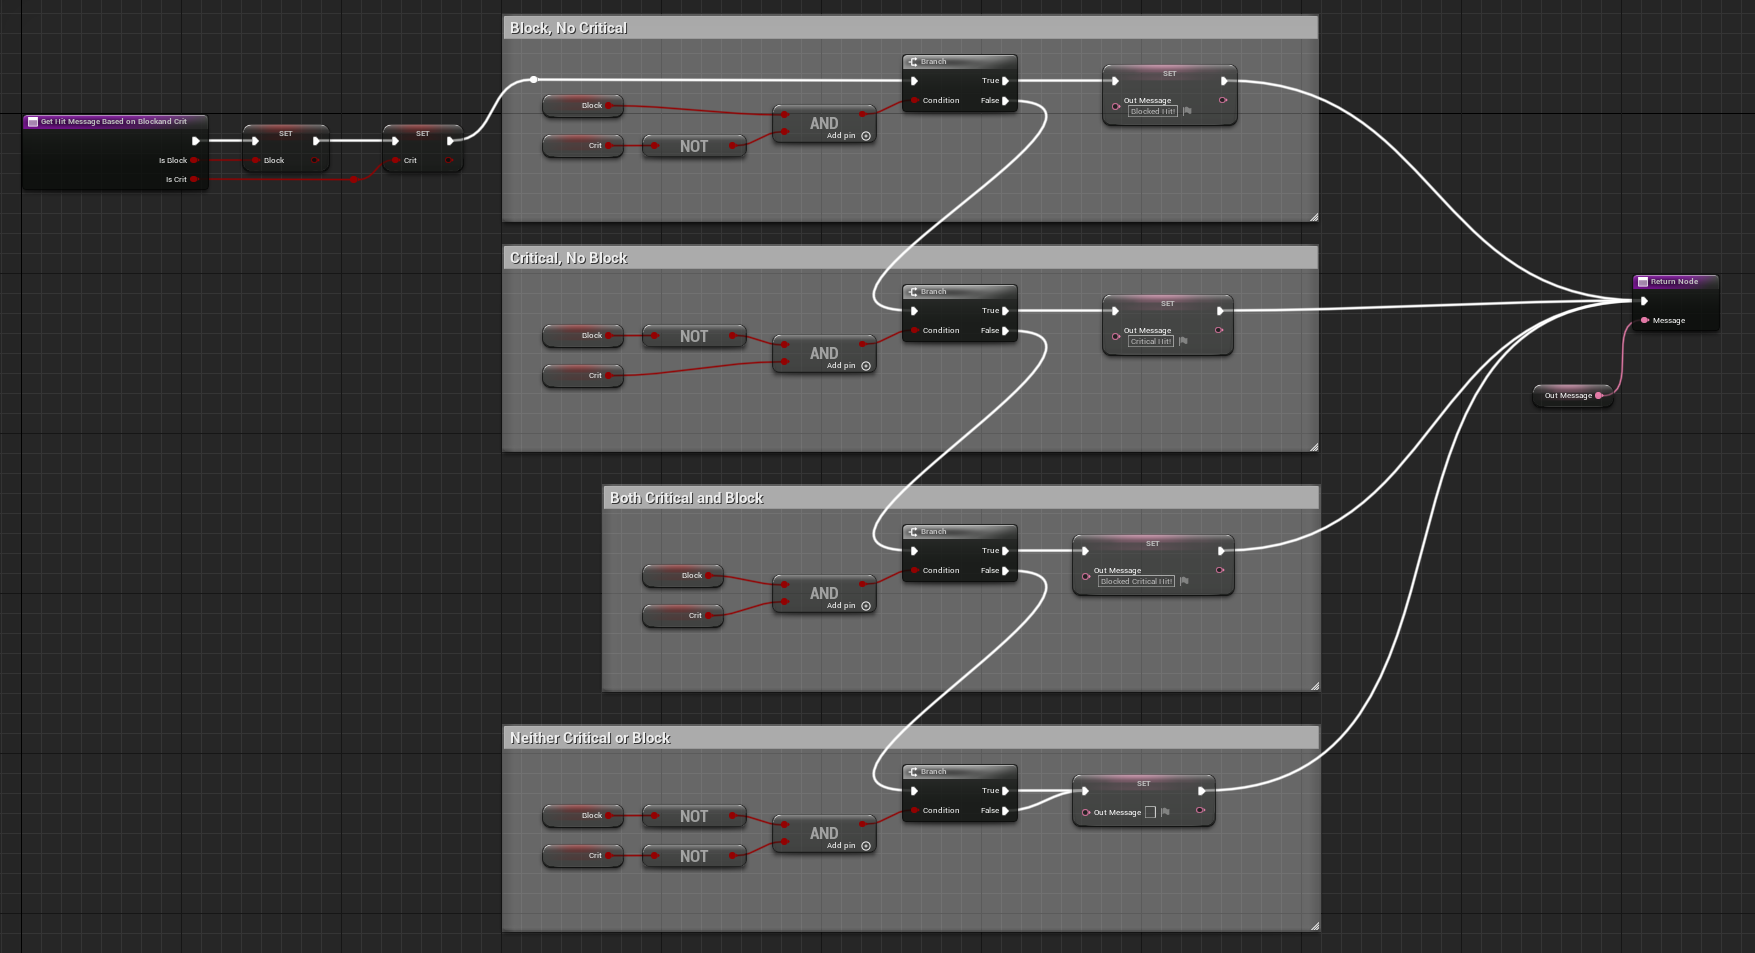 Block, No Critical
Branch
True
Condition
False
SET
Out Message
Blocked Hit!
Block
Crit
NOT
AND
Add pin
Get Hit Message Based on Blockand Crit
Is Block
Is Crit
SET
Block
SET
Crit
Critical, No Block
Branch
True
Condition
False
SET
Out Message
Critical Hit!
Block
NOT
Crit
AND
Add pin
Return Node
Message
Out Message
Both Critical and Block
Branch
True
Condition
False
SET
Out Message
Blocked Critical Hit!
Block
Crit
AND
Add pin
Neither Critical or Block
Branch
True
Condition
False
SET
Out Message
Block
NOT
Crit
NOT
AND
Add pin